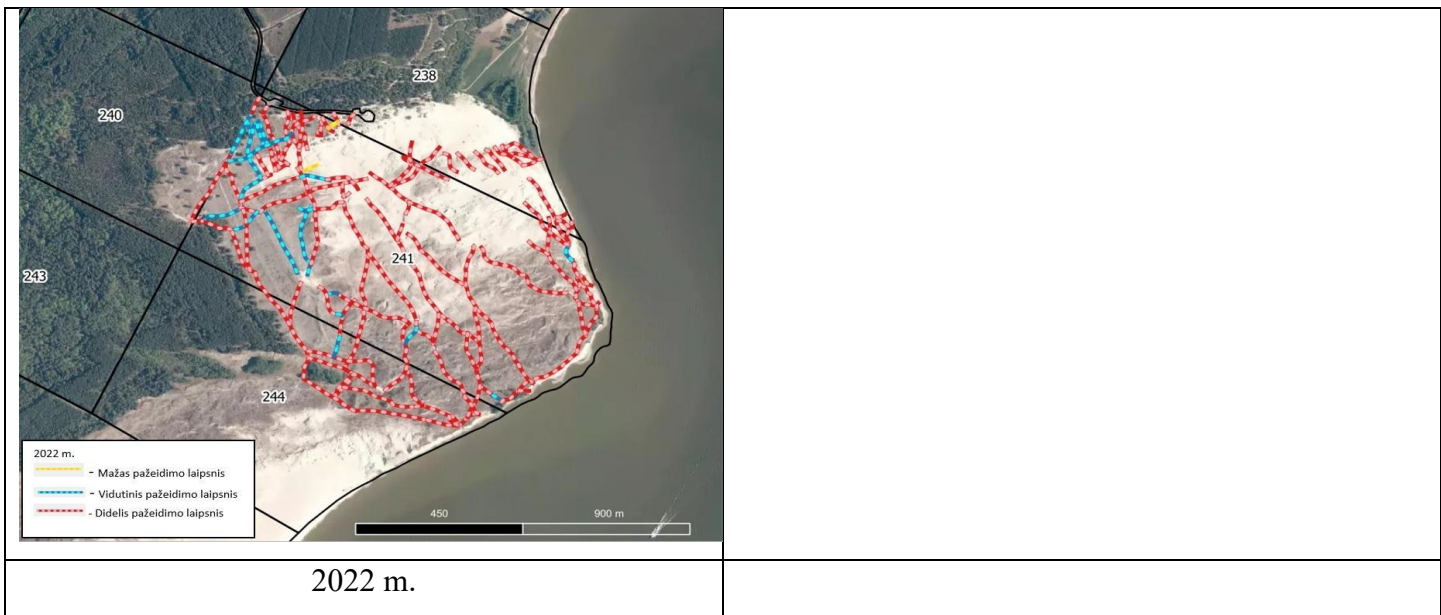 238
240
241
243
244
2022 m.
- Mažas pažeidimo laipsnis
- Vidutinis pažeidimo laipsnis
- Didelis pažeidimo laipsnis
450 900 m
2022 m.